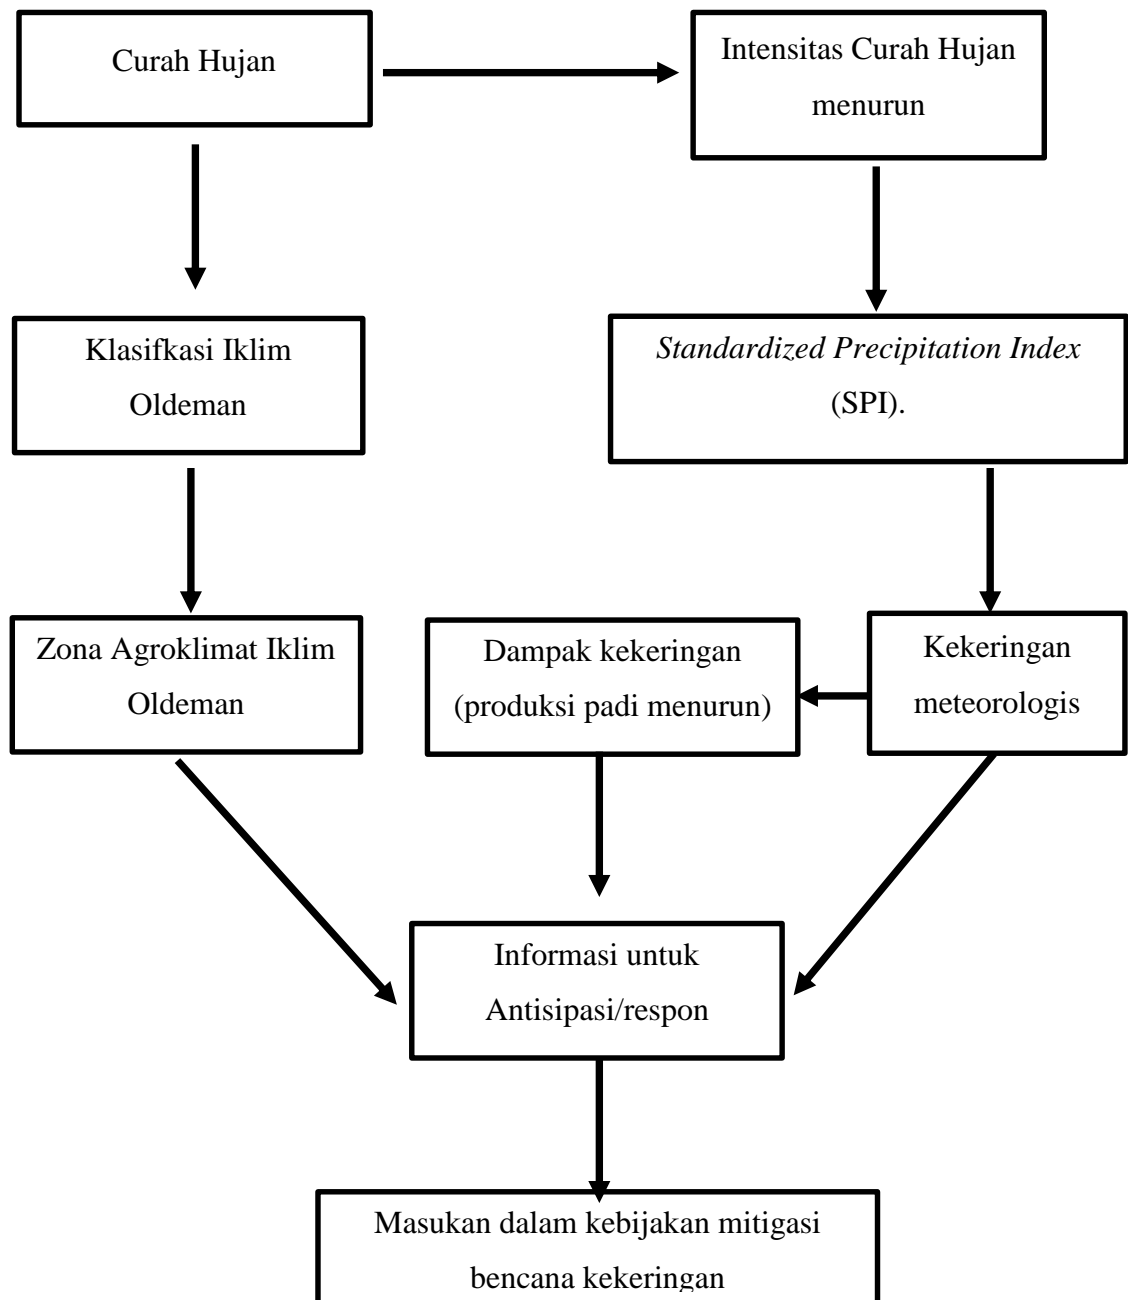 Curah Hujan
Intensitas Curah Hujan
menurun
Klasifkasi Iklim
Oldeman
Standardized Precipitation Index
(SPI).
Zona Agroklimat Iklim
Oldeman
Dampak kekeringan
(produksi padi menurun)
Kekeringan
meteorologis
Informasi untuk
Antisipasi/respon
Masukan dalam kebijakan mitigasi
bencana kekeringan